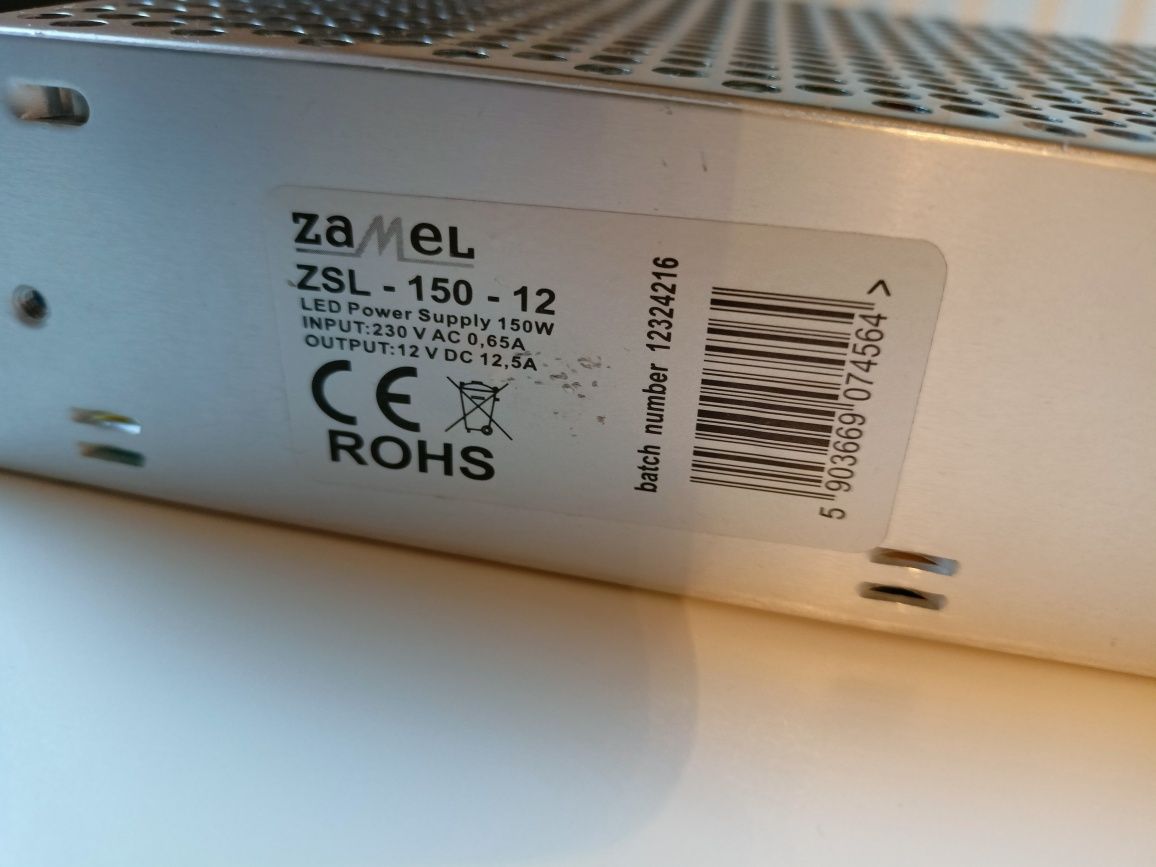 zaMeL
ZSL - 150 - 12
LED Power Supply 150W
INPUT:230 V AC 0,65A
OUTPUT:12 V DC 12,5A
CE
ROHS
batch number 12324216
5 903669 074564 >